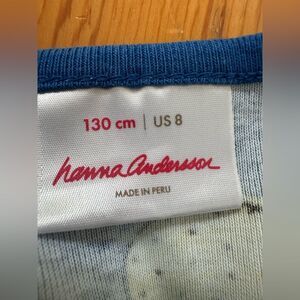 130 cm | US 8
hanna andersson
MADE IN PERU